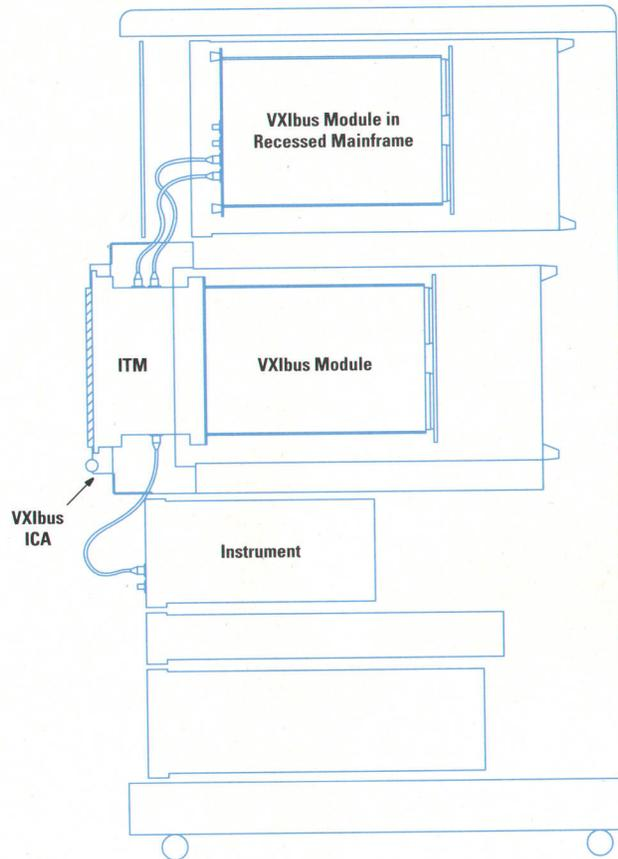 VXIbus Module in
Recessed Mainframe
ITM
VXIbus Module
VXIbus
ICA
Instrument